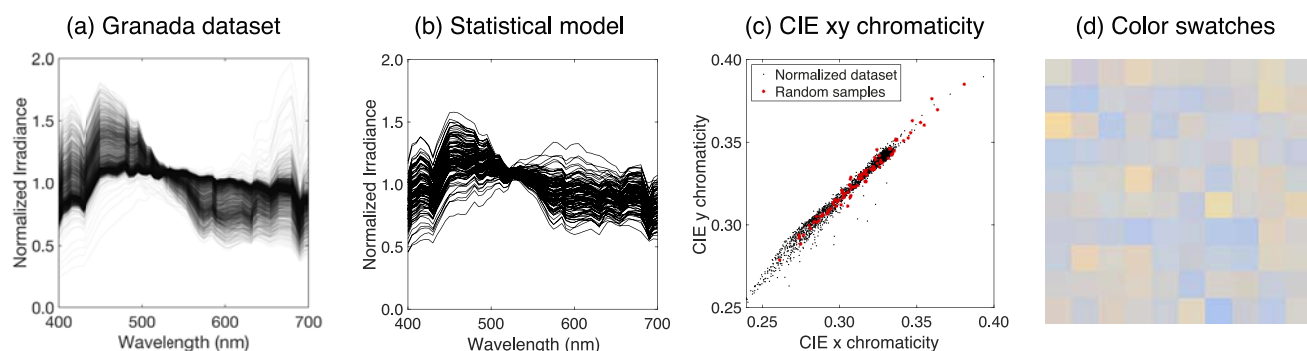 (a) Granada dataset
(b) Statistical model
(c) CIE xy chromaticity
(d) Color swatches
Normalized Irradiance
2.0
1.5
1.0
0.5
0.0
400
500
600
700
Wavelength (nm)
Normalized Irradiance
2.0
1.5
1.0
0.5
0.0
400
500
600
700
Wavelength (nm)
CIE y chromaticity
0.40
0.35
0.30
0.25
Normalized dataset
Random samples
0.25
0.30
0.35
0.40
CIE x chromaticity